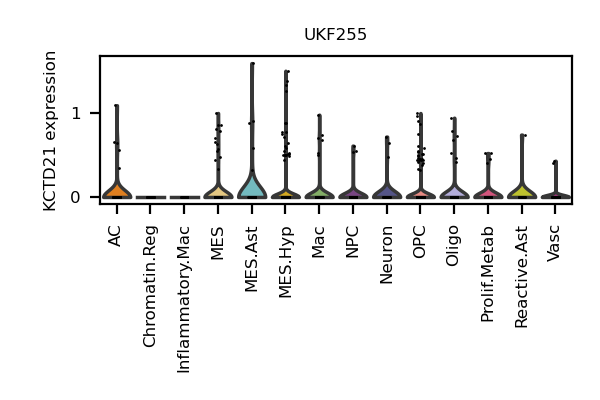 UKF255
KCTD21 expression
1
0
AC
Chromatin.Reg
Inflammatory.Mac
MES
MES.Ast
MES.Hyp
Mac
NPC
Neuron
OPC
Oligo
Prolif.Metab
Reactive.Ast
Vasc